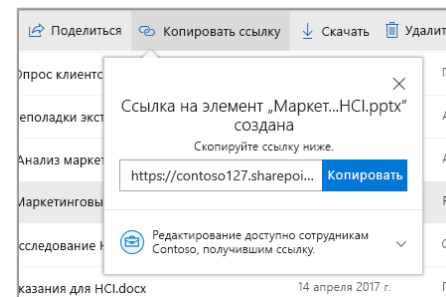 Поделиться Копировать ссылку Скачать Удалит
Опрос клиентс
Ссылка на элемент „Маркет...HCI.pptx”
создана
Скопируйте ссылку ниже.
еполадки экст
Анализ маркет
https://contoso127.sharepoi... Копировать
Маркетинговы
Редактирование доступно сотрудникам
Contoso, получившим ссылку.
сследование H
казания для HCI.docx 14 апреля 2017 г.